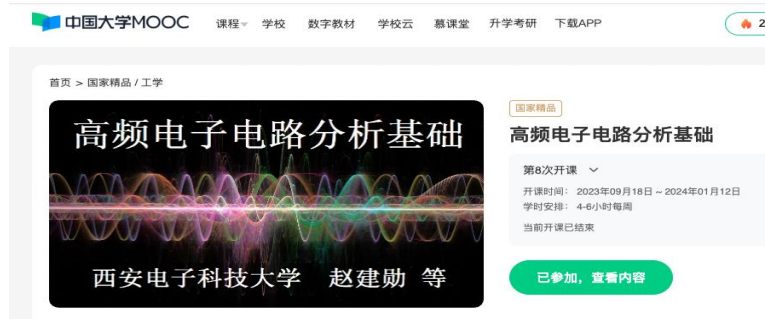 中国大学MOOC 课程 学校 数字教材 学校云 慕课堂 升学考研 下载APP 2
首页 > 国家精品 / 工学
高频电子电路分析基础
西安电子科技大学 赵建勋 等
国家精品
高频电子电路分析基础
第8次开课
开课时间: 2023年09月18日 ~ 2024年01月12日
学时安排: 4-6小时每周
当前开课已结束
已参加，查看内容